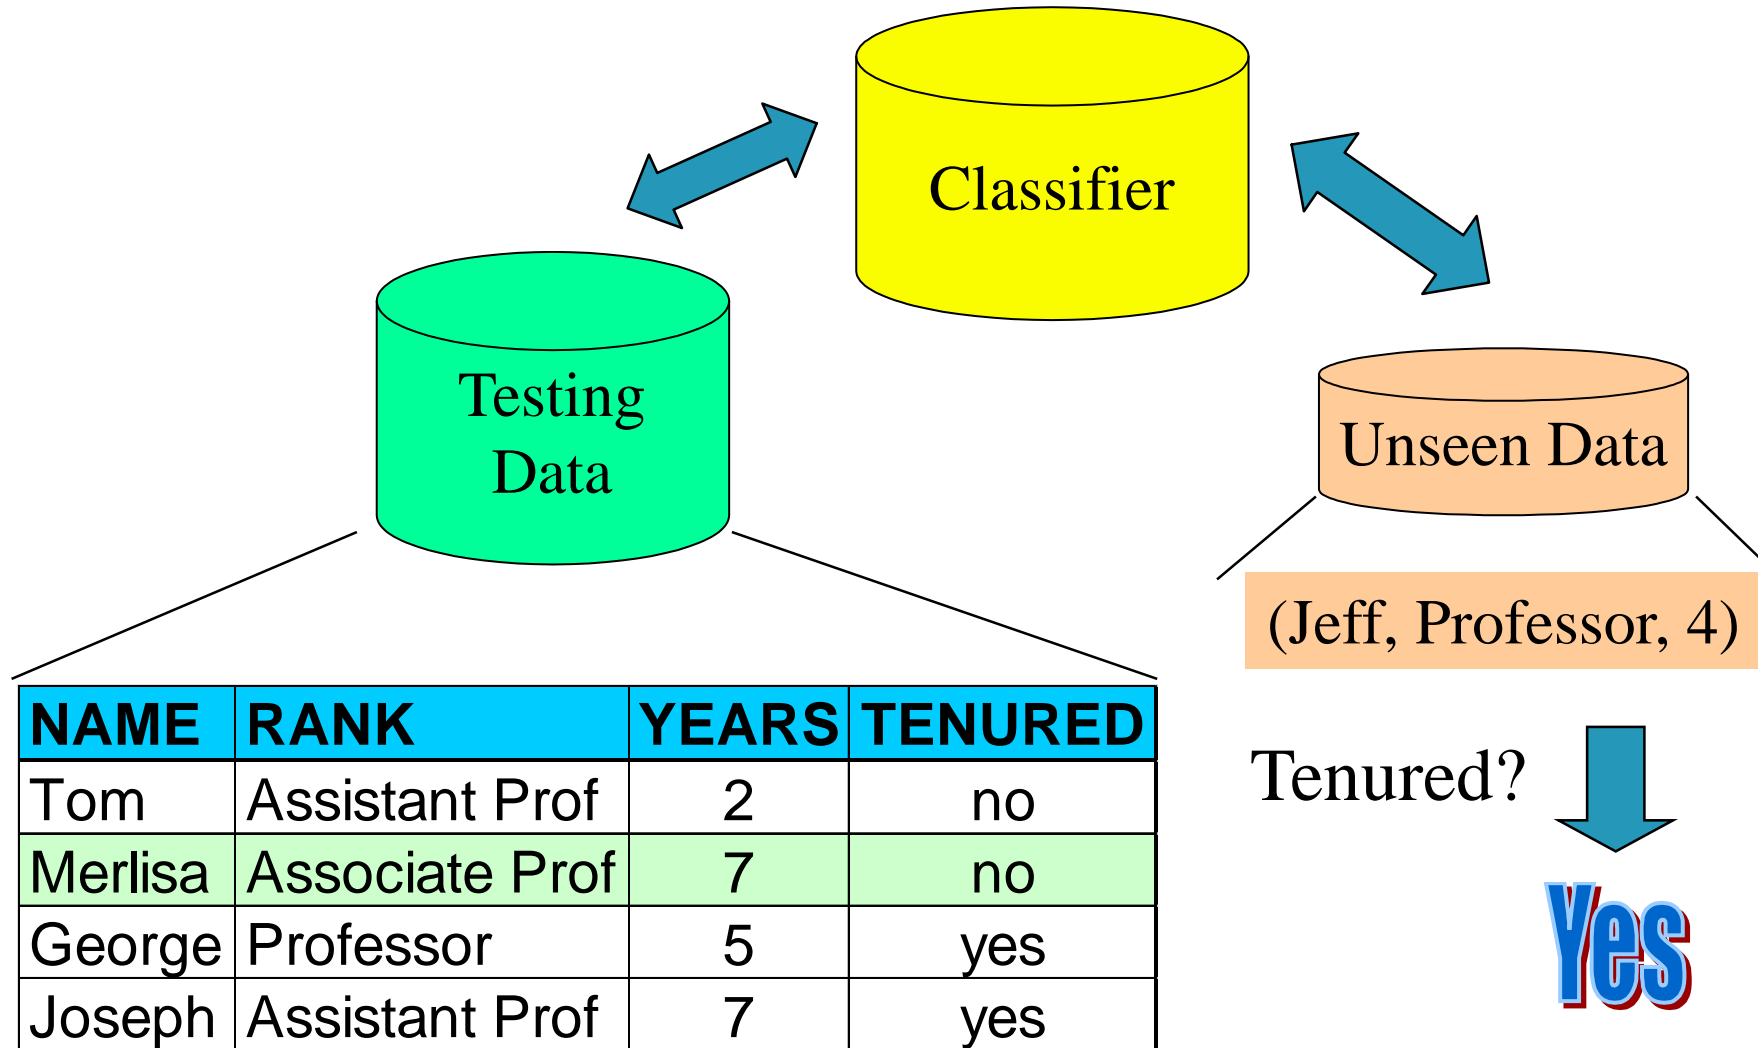 Classifier
Testing
Data
Unseen Data
(Jeff, Professor, 4)
NAME RANK YEARS TENURED
Tom Assistant Prof 2 no
Merlisa Associate Prof 7 no
George Professor 5 yes
Joseph Assistant Prof 7 yes
Tenured?
Yes